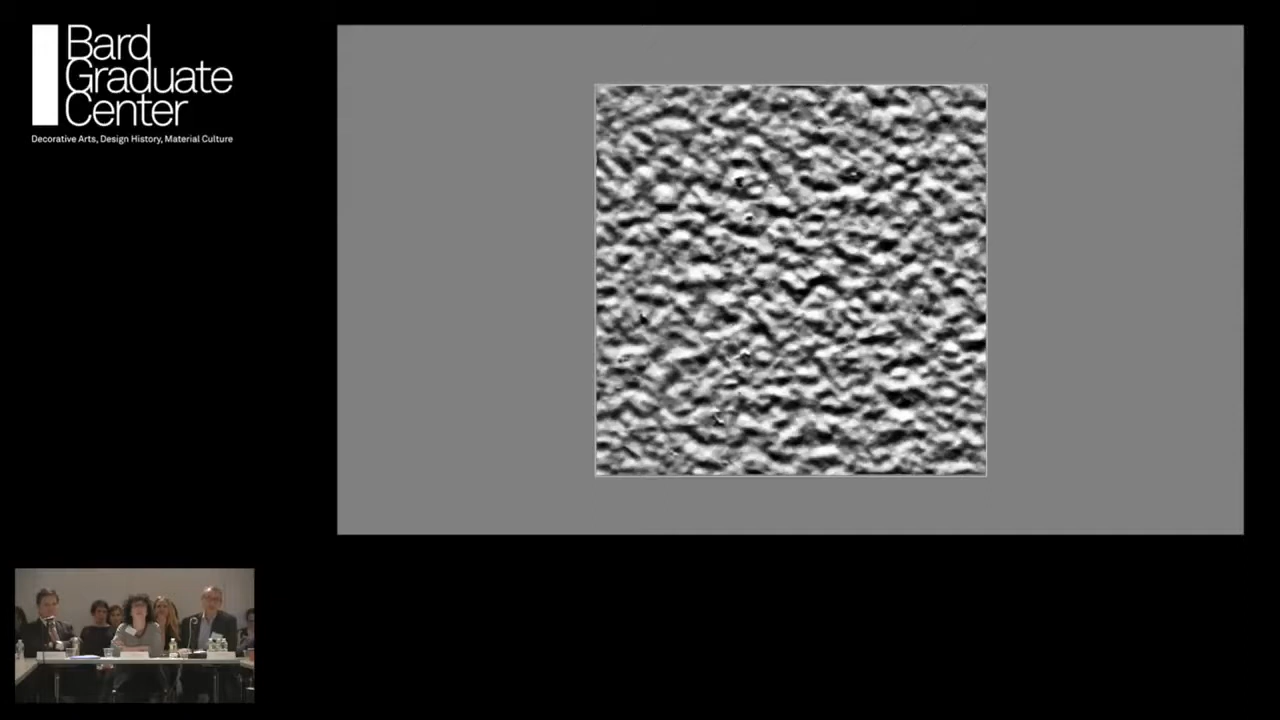 Bard
Graduate
Center
Decorative Arts, Design History, Material Culture